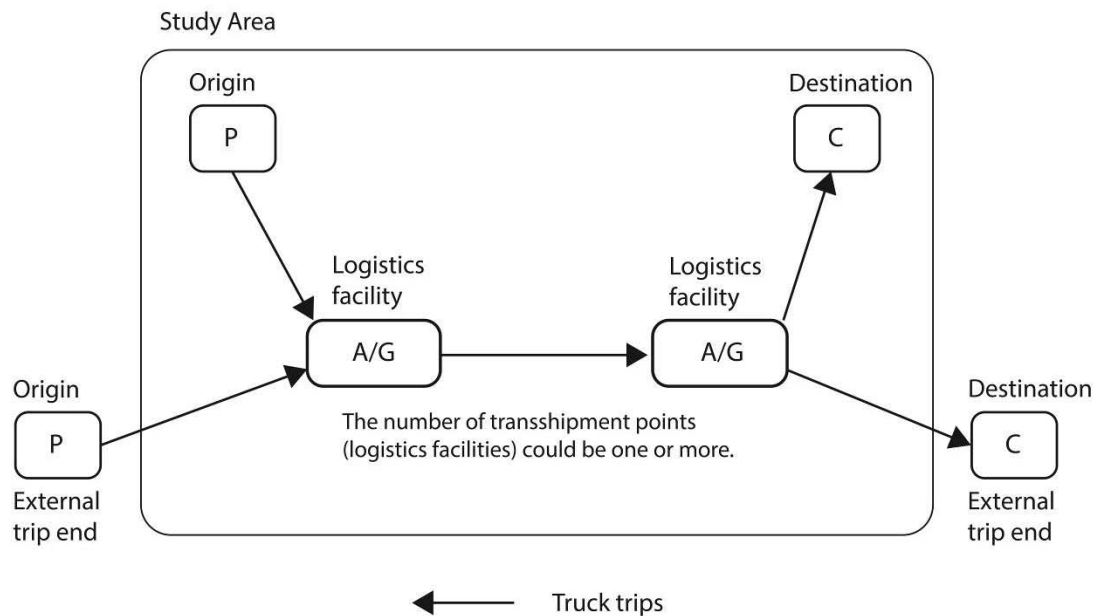 Study Area
Origin
P
Destination
C
Logistics
facility
A/G
Logistics
facility
A/G
Origin
P
External
trip end
Destination
C
External
trip end
The number of transshipment points
(logistics facilities) could be one or more.
Truck trips